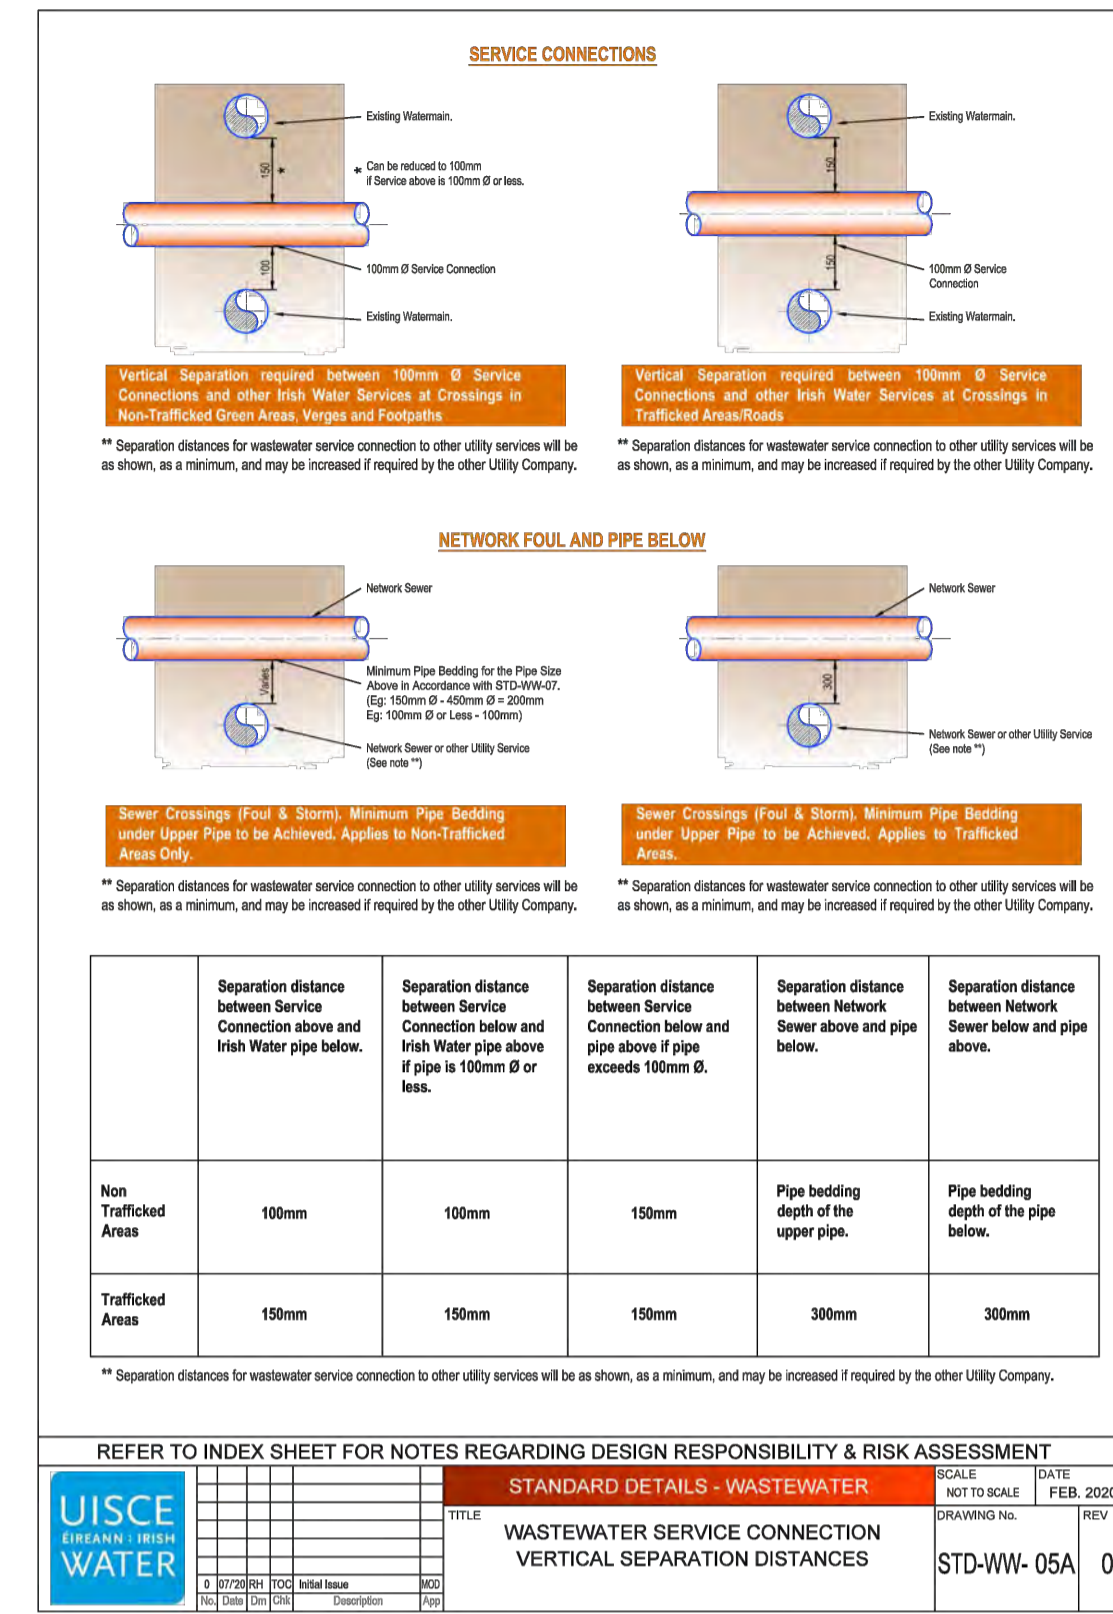 SERVICE CONNECTIONS
Existing Watermain.
150
*
* Can be reduced to 100mm
if Service above is 100mm Ø or less.
100
100mm Ø Service Connection
Existing Watermain.
Existing Watermain.
150
150
100mm Ø Service
Connection
Existing Watermain.
Vertical Separation required between 100mm Ø Service
Connections and other Irish Water Services at Crossings in
Non-Trafficked Green Areas, Verges and Footpaths
Vertical Separation required between 100mm Ø Service
Connections and other Irish Water Services at Crossings in
Trafficked Areas/Roads
** Separation distances for wastewater service connection to other utility services will be
as shown, as a minimum, and may be increased if required by the other Utility Company.
** Separation distances for wastewater service connection to other utility services will be
as shown, as a minimum, and may be increased if required by the other Utility Company.
NETWORK FOUL AND PIPE BELOW
Network Sewer
Varies
Minimum Pipe Bedding for the Pipe Size
Above in Accordance with STD-WW-07.
(Eg: 150mm Ø - 450mm Ø = 200mm
Eg: 100mm Ø or Less - 100mm)
Network Sewer or other Utility Service
(See note **)
Network Sewer
300
Network Sewer or other Utility Service
(See note **)
Sewer Crossings (Foul & Storm). Minimum Pipe Bedding
under Upper Pipe to be Achieved. Applies to Non-Trafficked
Areas Only.
Sewer Crossings (Foul & Storm). Minimum Pipe Bedding
under Upper Pipe to be Achieved. Applies to Trafficked
Areas.
** Separation distances for wastewater service connection to other utility services will be
as shown, as a minimum, and may be increased if required by the other Utility Company.
** Separation distances for wastewater service connection to other utility services will be
as shown, as a minimum, and may be increased if required by the other Utility Company.
Separation distance
between Service
Connection above and
Irish Water pipe below.
Separation distance
between Service
Connection below and
Irish Water pipe above
if pipe is 100mm Ø or
less.
Separation distance
between Service
Connection below and
pipe above if pipe
exceeds 100mm Ø.
Separation distance
between Network
Sewer above and pipe
below.
Separation distance
between Network
Sewer below and pipe
above.
Non
Trafficked
Areas
100mm
100mm
150mm
Pipe bedding
depth of the
upper pipe.
Pipe bedding
depth of the pipe
below.
Trafficked
Areas
150mm
150mm
150mm
300mm
300mm
** Separation distances for wastewater service connection to other utility services will be as shown, as a minimum, and may be increased if required by the other Utility Company.
REFER TO INDEX SHEET FOR NOTES REGARDING DESIGN RESPONSIBILITY & RISK ASSESSMENT
UISCE
ÉIREANN : IRISH
WATER
0 07/'20 RH TOC Initial Issue MOD
No. Date Drn Chk Description App
STANDARD DETAILS - WASTEWATER
TITLE
WASTEWATER SERVICE CONNECTION
VERTICAL SEPARATION DISTANCES
SCALE
NOT TO SCALE
DATE
FEB. 2020
DRAWING No.
STD-WW- 05A
REV
0